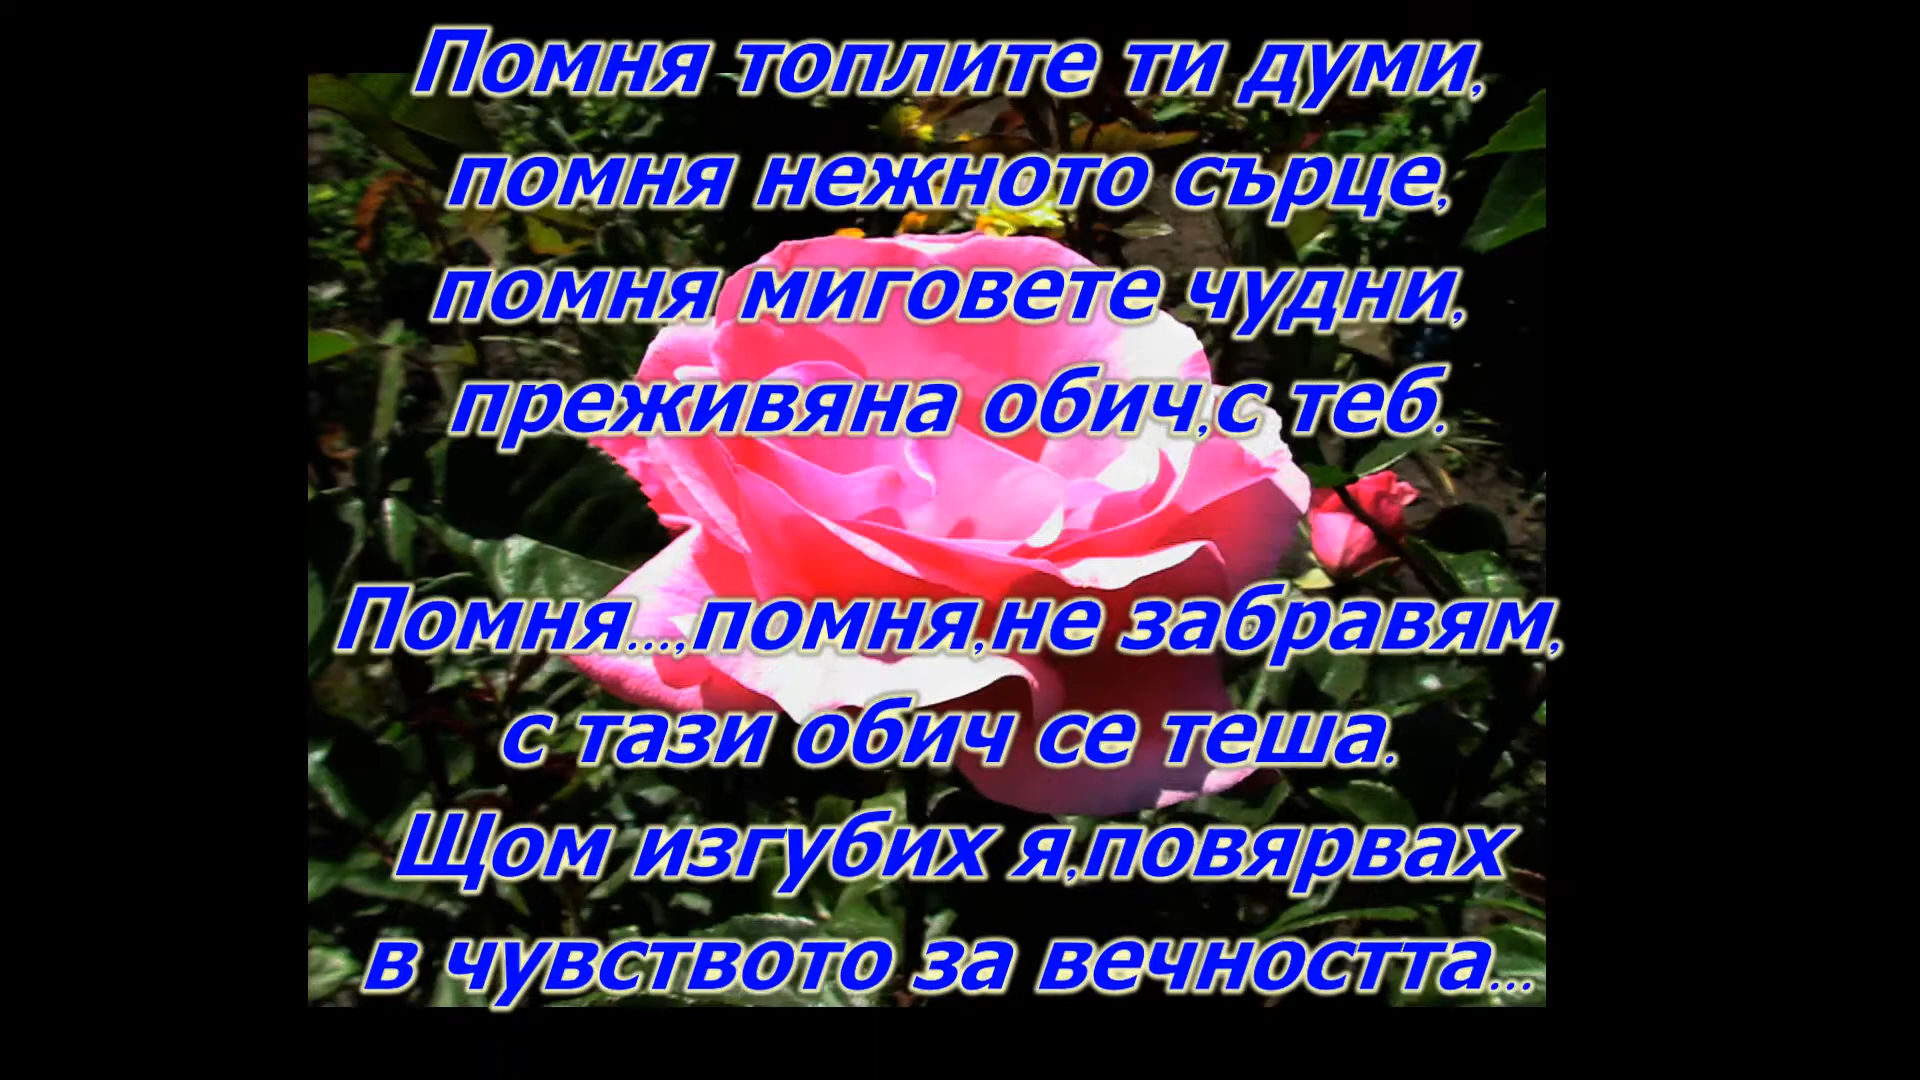 Помня топлите ти думи,
помня нежното сърце,
помня миговете чудни,
преживяна обич,с теб.
Помня...,помня,не забравям,
с тази обич се теша.
Щом изгубих я,повярвах
в чувството за вечността...